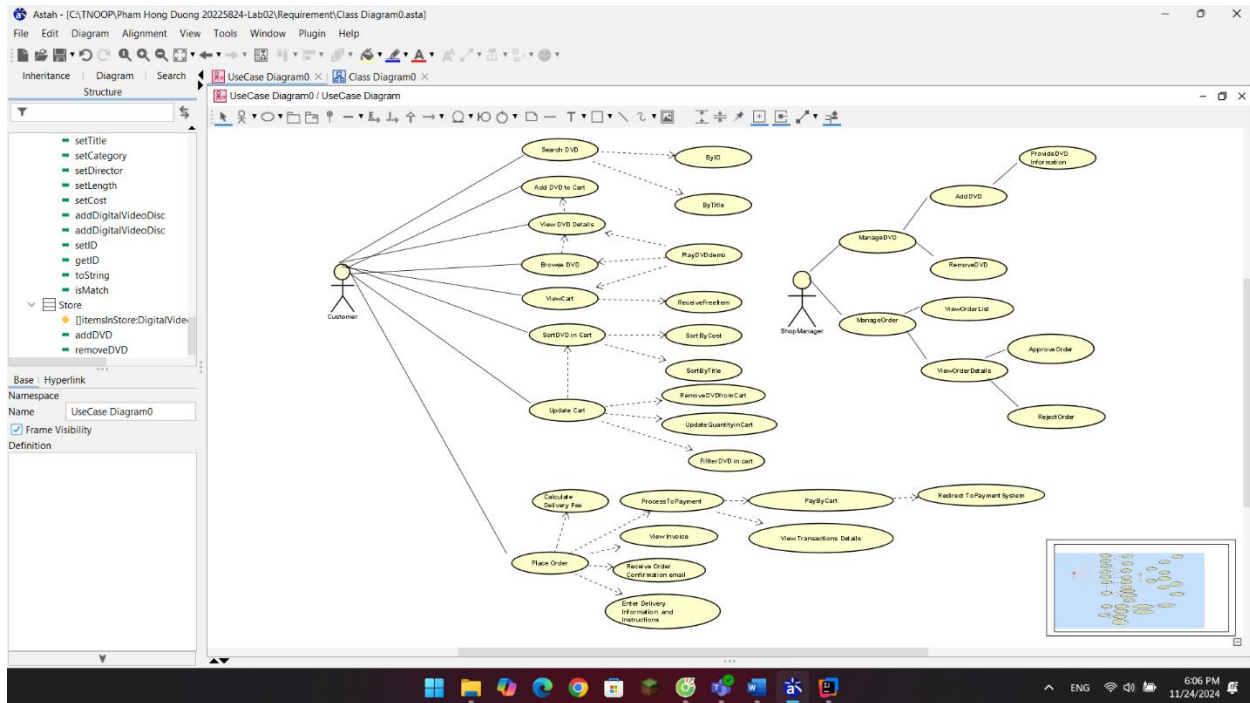 Astah - [C:\TNOOP\Pham Hong Duong 20225824-Lab02\Requirement\Class Diagram0.asta]
File Edit Diagram Alignment View Tools Window Plugin Help
Inheritance Diagram Search
Structure
UseCase Diagram0 Class Diagram0
UseCase Diagram0 / UseCase Diagram
setTitle
setCategory
setDirector
setLength
setCost
addDigitalVideoDisc
addDigitalVideoDisc
setID
getID
toString
isMatch
Store
[]itemsInStore:DigitalVide
addDVD
removeDVD
Base Hyperlink
Namespace
Name UseCase Diagram0
Frame Visibility
Definition
Customer
Search DVD
ByID
ByTitle
Add DVD to Cart
View DVD Details
PlayDVDdemo
Browse DVD
ViewCart
ReceiveFreeItem
SortDVD in Cart
SortByCost
SortByTitle
Update Cart
RemoveDVDfromCart
UpdateQuantityinCart
FillterDVD in cart
Calculate
Delivery Fee
ProcessToPayment
PayByCart
Redirect ToPayment System
View Invoice
View Transactions Details
Place Order
Receive Order
Confirmation email
Enter Delivery
Information and
Instructions
ShopManager
ManageDVD
AddDVD
ProvideDVD
Information
RemoveDVD
ManageOrder
ViewOrderList
ViewOrderDetails
ApproveOrder
RejectOrder
ENG
6:06 PM
11/24/2024